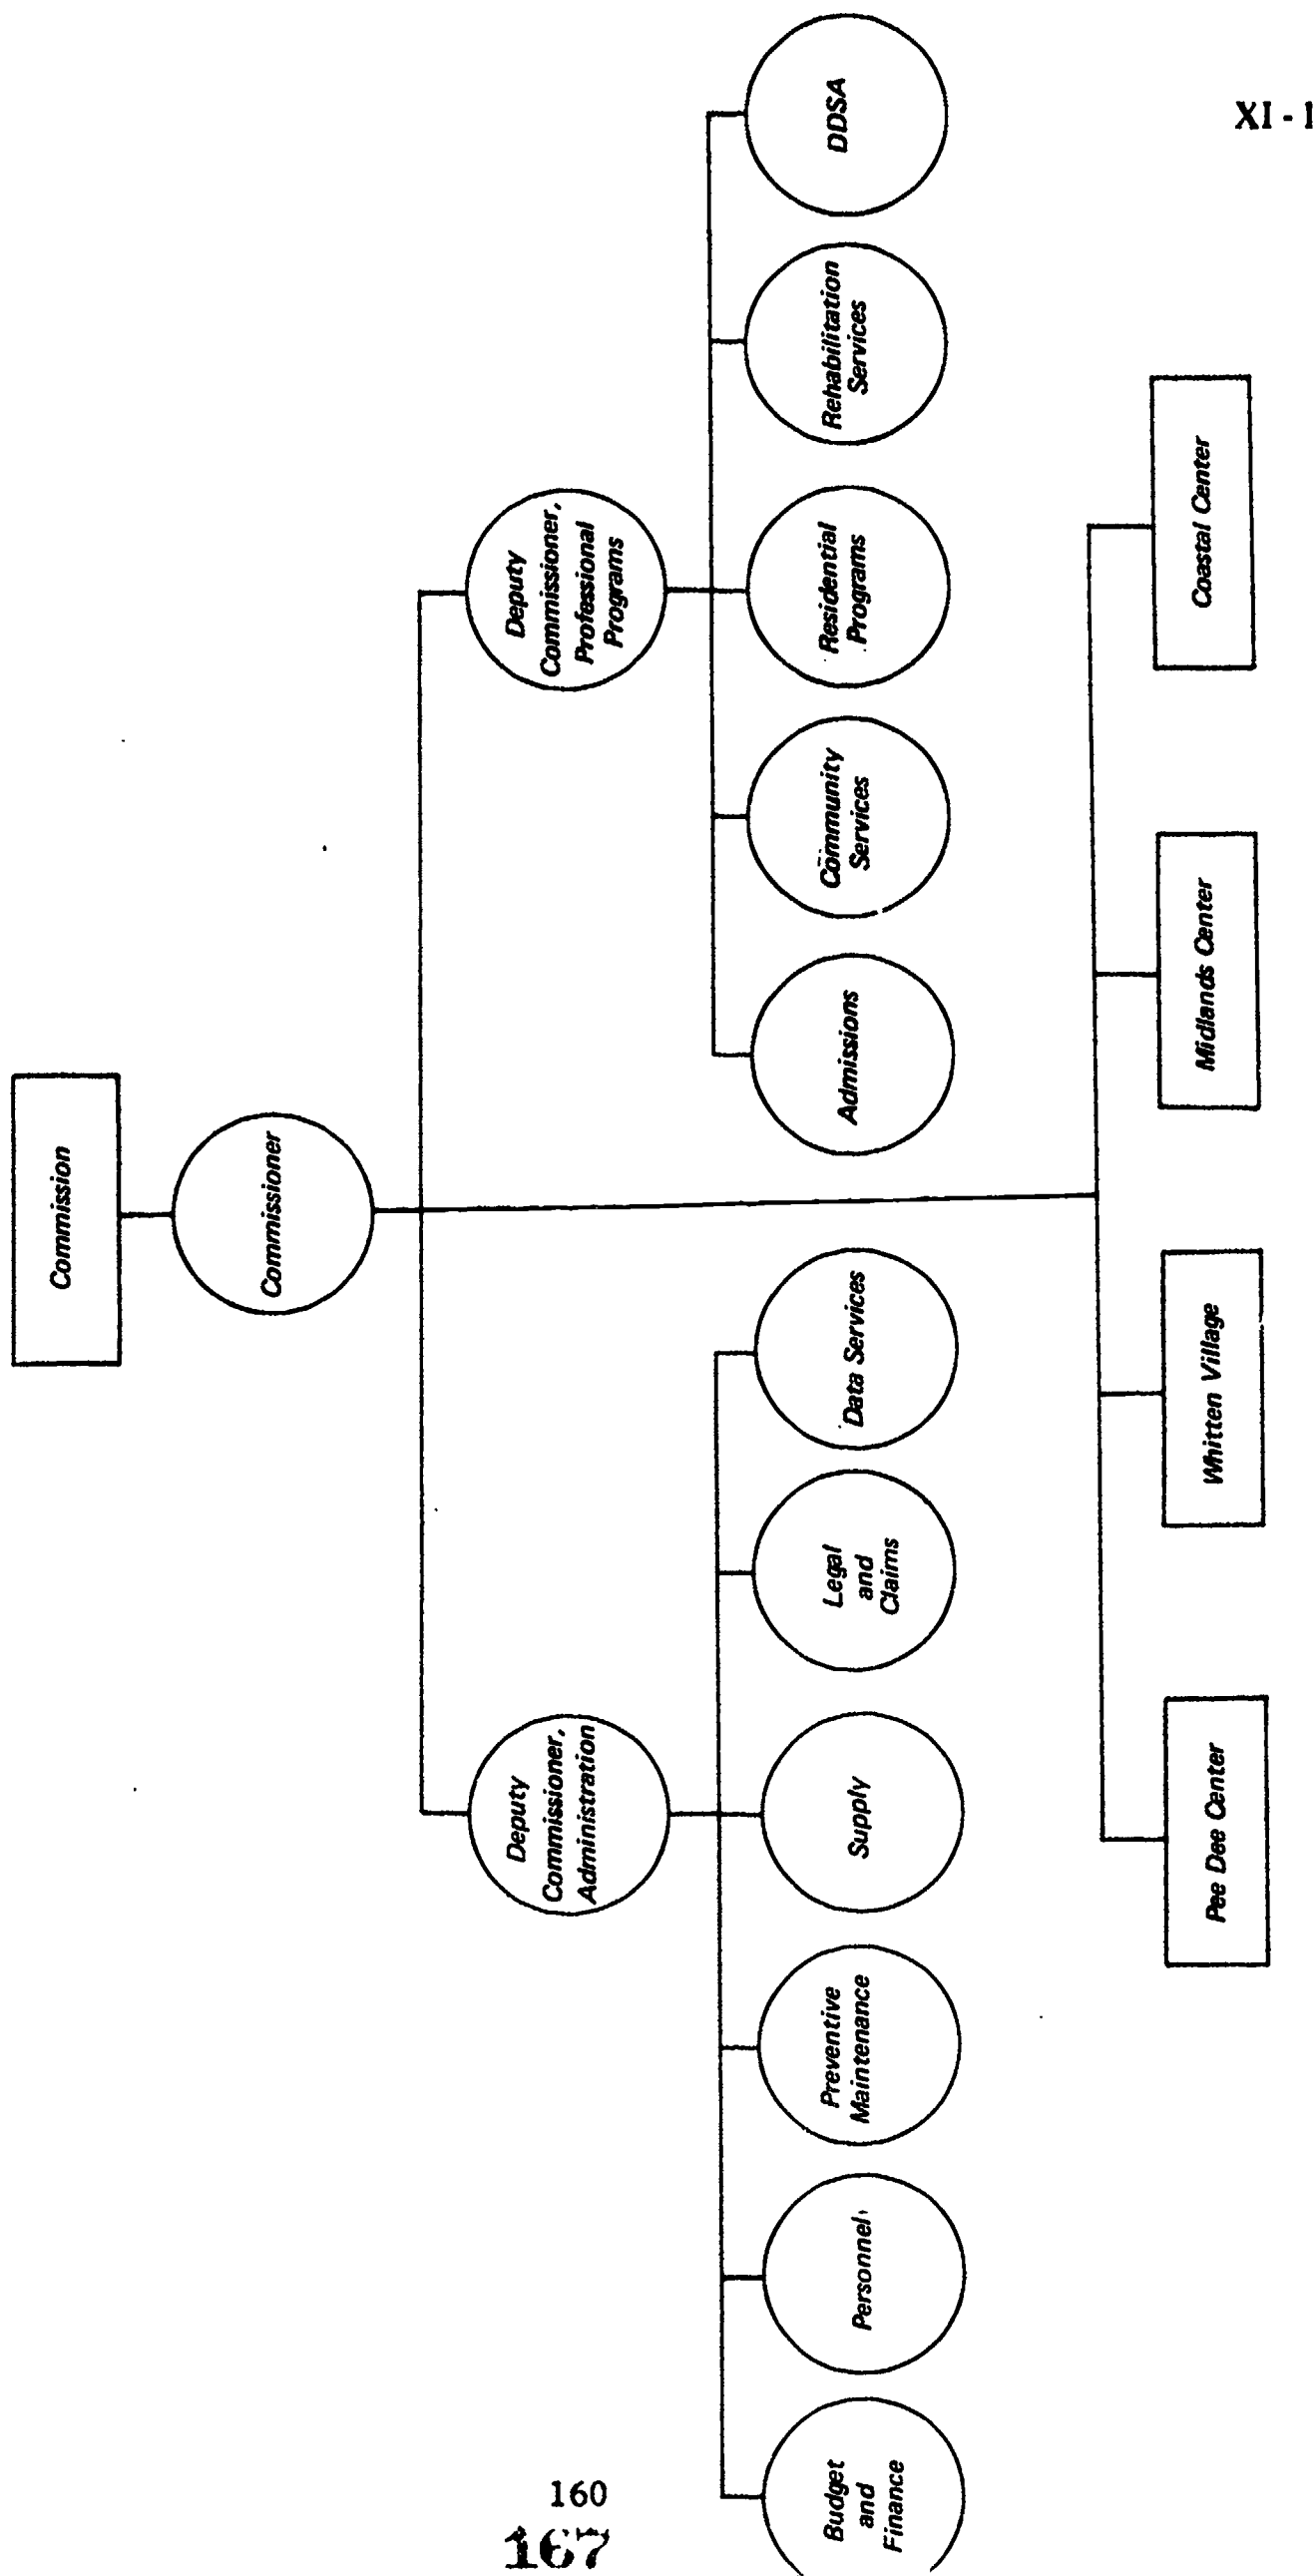 Commission
Commissioner
Deputy
Commissioner,
Administration
Deputy
Commissioner,
Professional
Programs
Budget
and
Finance
Personnel
Preventive
Maintenance
Supply
Legal
and
Claims
Data Services
Admissions
Community
Services
Residential
Programs
Rehabilitation
Services
DDSA
Pee Dee Center
Whitten Village
Midlands Center
Coastal Center
XI - 1
160
167